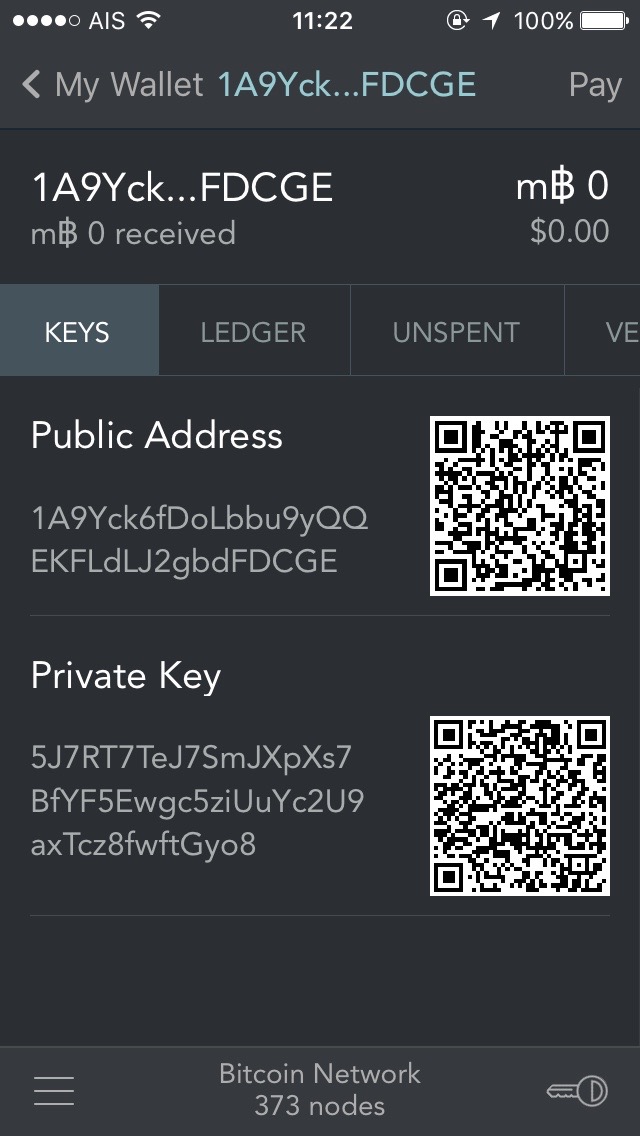 AIS 11:22 100%
My Wallet 1A9Yck...FDCGE Pay
1A9Yck...FDCGE m฿ 0
m฿ 0 received $0.00
KEYS LEDGER UNSPENT VE
Public Address
1A9Yck6fDoLbbu9yQQ
EKFLdLJ2gbdFDCGE
Private Key
5J7RT7TeJ7SmJXpXs7
BfYF5Ewgc5ziUuYc2U9
axTcz8fwftGyo8
Bitcoin Network
373 nodes